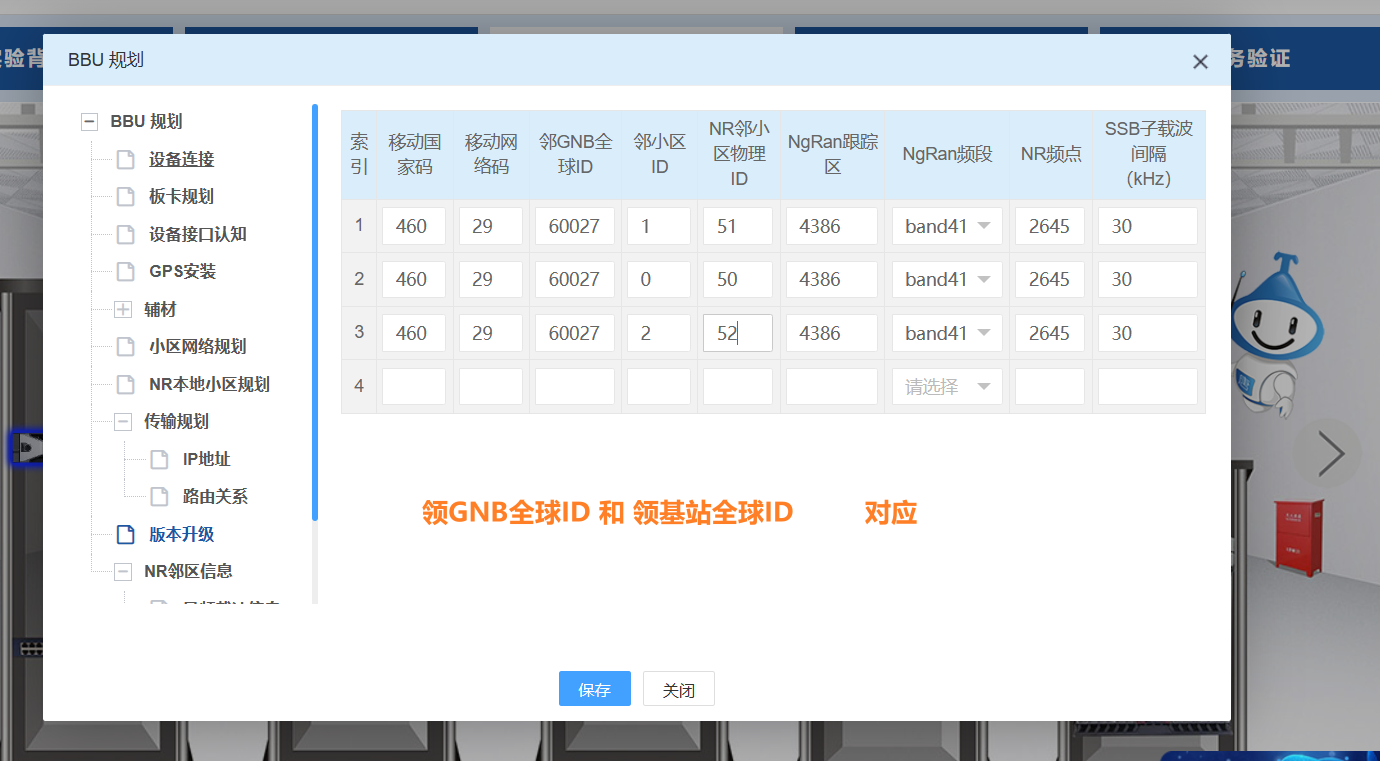 务验证
BBU 规划
BBU 规划
设备连接
板卡规划
设备接口认知
GPS安装
辅材
小区网络规划
NR本地小区规划
传输规划
IP地址
路由关系
版本升级
NR邻区信息
索引 移动国家码 移动网络码 邻GNB全球ID 邻小区ID NR邻小区物理ID NgRan跟踪区 NgRan频段 NR频点 SSB子载波间隔（kHz）
1 460 29 60027 1 51 4386 band41 2645 30
2 460 29 60027 0 50 4386 band41 2645 30
3 460 29 60027 2 52 4386 band41 2645 30
4 请选择
领GNB全球ID 和 领基站全球ID 对应
保存 关闭